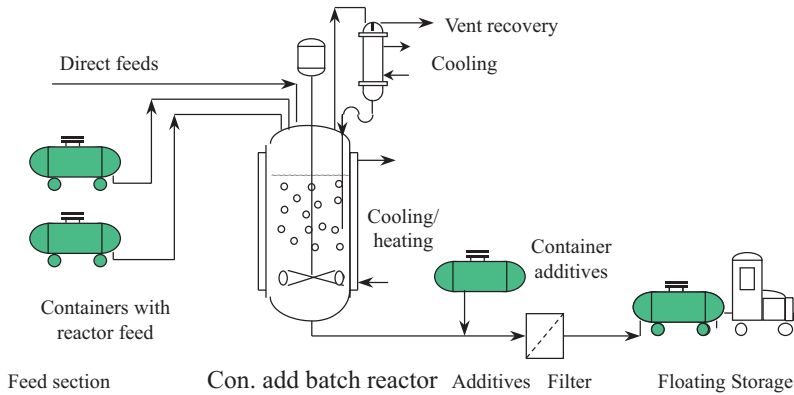 Vent recovery
Direct feeds
Cooling
Cooling/
heating
Container
additives
Containers with
reactor feed
Feed section
Con. add batch reactor
Additives
Filter
Floating Storage